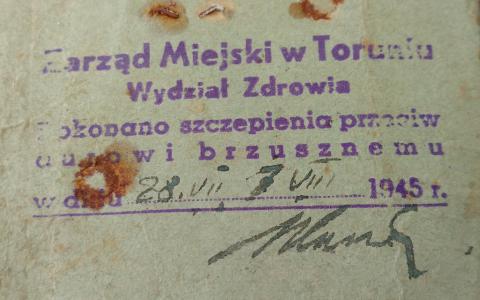 Zarząd Miejski w Toruniu
Wydział Zdrowia
Dokonano szczepienia przeciw
durowi brzusznemu
w dniu 28.VII 7 VIII 1945 r.